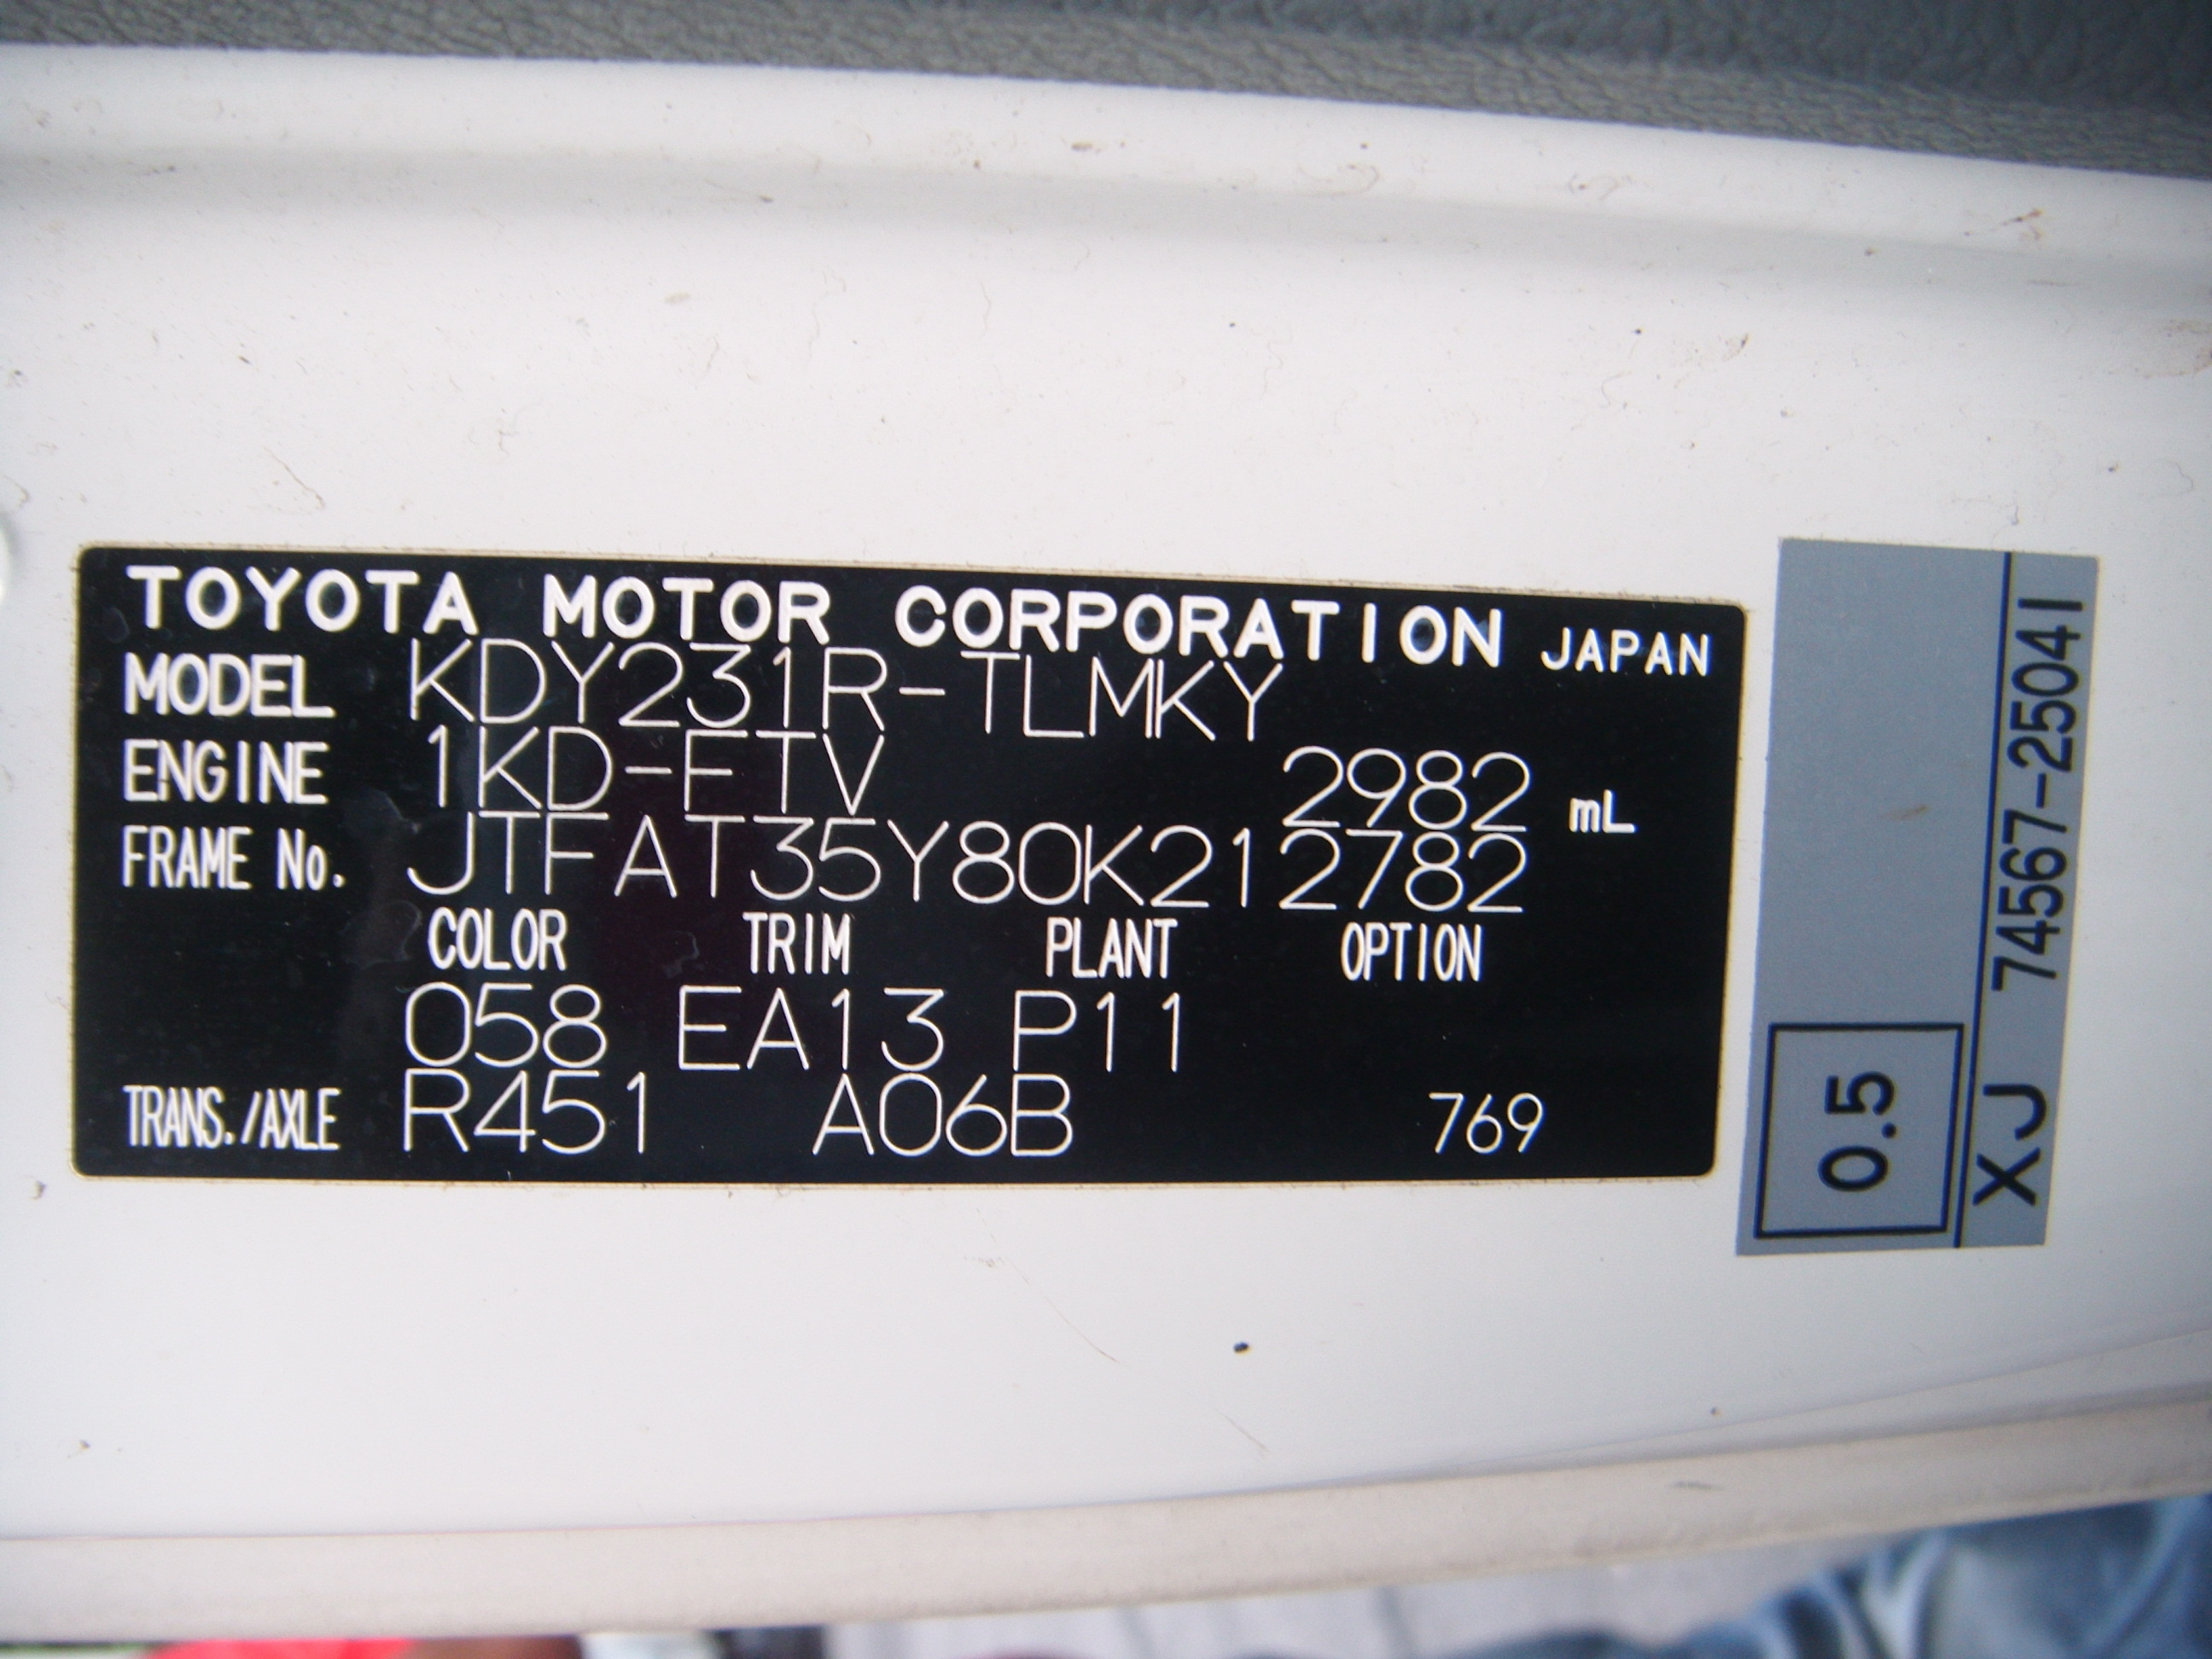 TOYOTA MOTOR CORPORATION JAPAN
MODEL KDY231R-TLMKY
ENGINE 1KD-FTV 2982 mL
FRAME No. JTFAT35Y80K212782
COLOR TRIM PLANT OPTION
058 EA13 P11
TRANS./AXLE R451 A06B 769
0.5
XJ 74567-25041